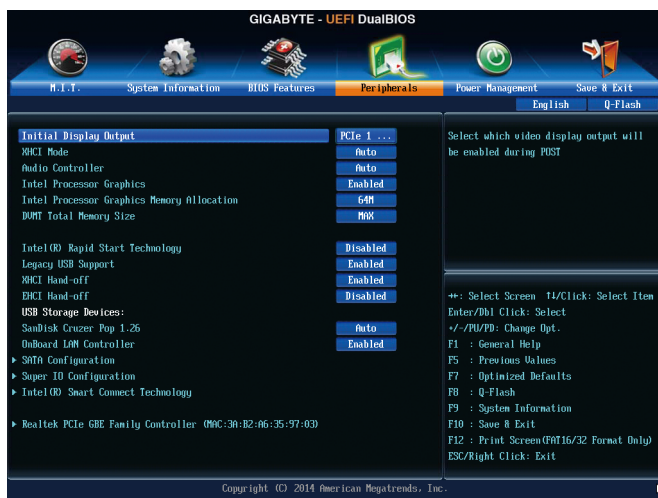 GIGABYTE - UEFI DualBIOS
M.I.T. System Information BIOS Features Peripherals Power Management Save & Exit
English Q-Flash
Initial Display Output PCIe 1 ...
XHCI Mode Auto
Audio Controller Auto
Intel Processor Graphics Enabled
Intel Processor Graphics Memory Allocation 64M
DVMT Total Memory Size MAX
Intel(R) Rapid Start Technology Disabled
Legacy USB Support Enabled
XHCI Hand-off Enabled
EHCI Hand-off Disabled
USB Storage Devices:
SanDisk Cruzer Pop 1.26 Auto
OnBoard LAN Controller Enabled
SATA Configuration
Super IO Configuration
Intel(R) Smart Connect Technology
Realtek PCIe GBE Family Controller (MAC:3A:B2:A6:35:97:03)
Select which video display output will
be enabled during POST
↔: Select Screen ↑↓/Click: Select Item
Enter/Dbl Click: Select
+/-/PU/PD: Change Opt.
F1 : General Help
F5 : Previous Values
F7 : Optimized Defaults
F8 : Q-Flash
F9 : System Information
F10 : Save & Exit
F12 : Print Screen(FAT16/32 Format Only)
ESC/Right Click: Exit
Copyright (C) 2014 American Megatrends, Inc.